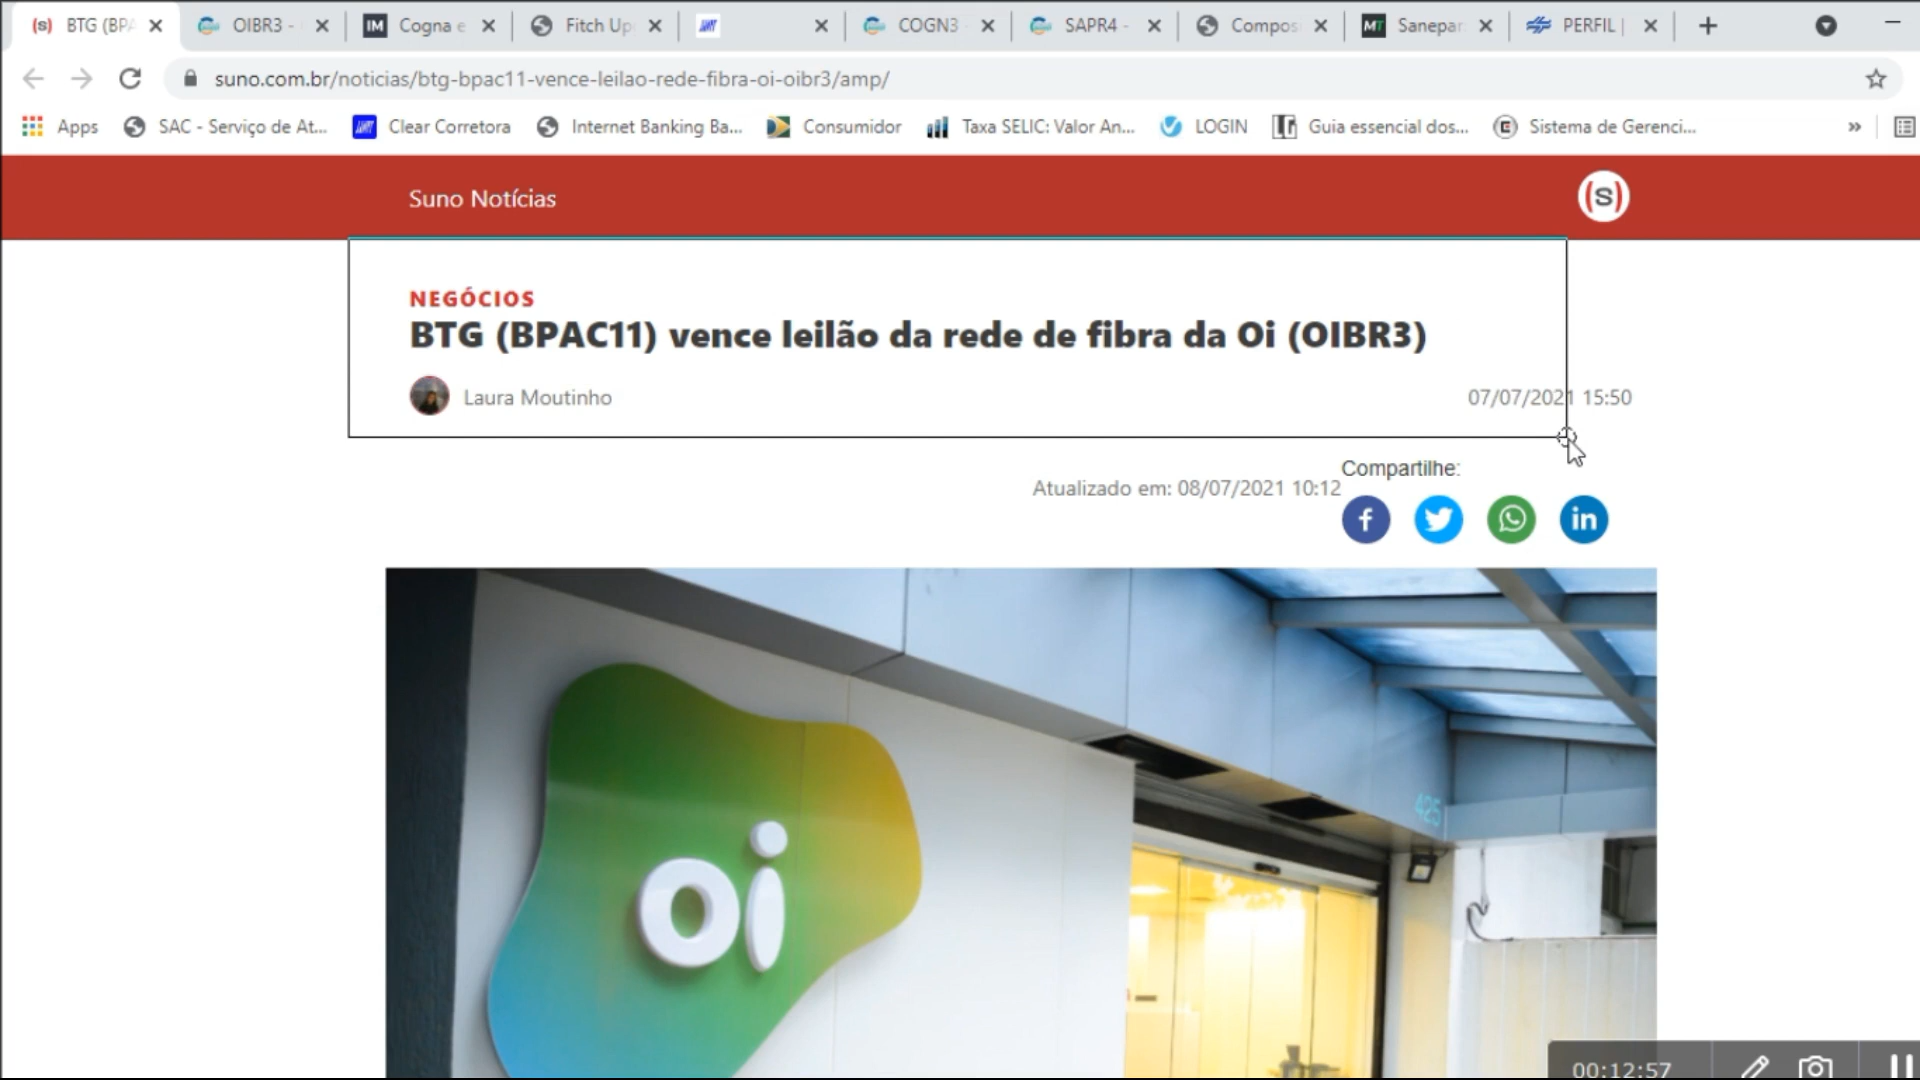 (s) BTG (BPA
OIBR3 -
IM Cogna e
Fitch Up
COGN3
SAPR4 -
Compos
MT Sanepar
PERFIL |
suno.com.br/noticias/btg-bpac11-vence-leilao-rede-fibra-oi-oibr3/amp/
Apps
SAC - Serviço de At...
Clear Corretora
Internet Banking Ba...
Consumidor
Taxa SELIC: Valor An...
LOGIN
Guia essencial dos...
Sistema de Gerenci...
»
Suno Notícias
(s)
NEGÓCIOS
BTG (BPAC11) vence leilão da rede de fibra da Oi (OIBR3)
Laura Moutinho
07/07/2021 15:50
Compartilhe:
Atualizado em: 08/07/2021 10:12
f
in
425
oi
00:12:57